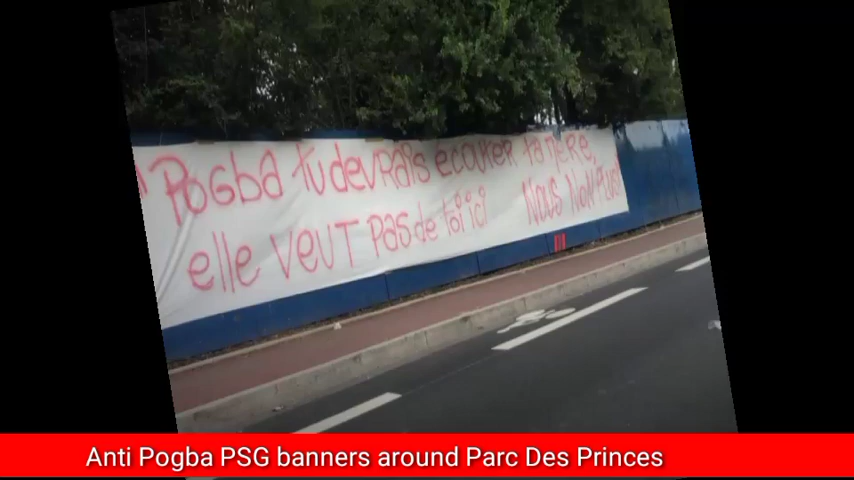 Pogba tu devrais écouter ta mère,
elle veut pas de toi ici nous non plus!
Anti Pogba PSG banners around Parc Des Princes